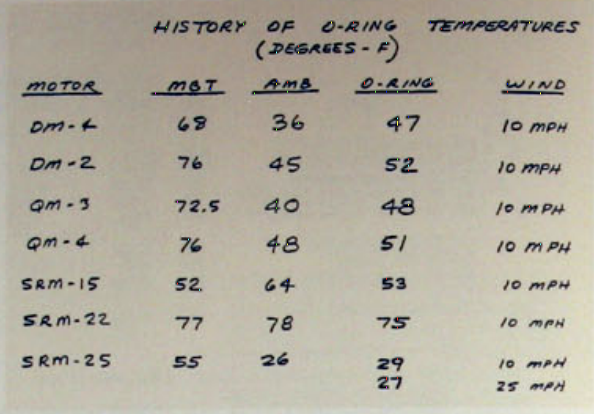 HISTORY OF O-RING TEMPERATURES
(DEGREES-F)
MOTOR MBT AMB O-RING WIND
DM-4 68 36 47 10 MPH
DM-2 76 45 52 10 MPH
QM-3 72.5 40 48 10 MPH
QM-4 76 48 51 10 MPH
SRM-15 52 64 53 10 MPH
SRM-22 77 78 75 10 MPH
SRM-25 55 26 29 10 MPH
27 25 MPH